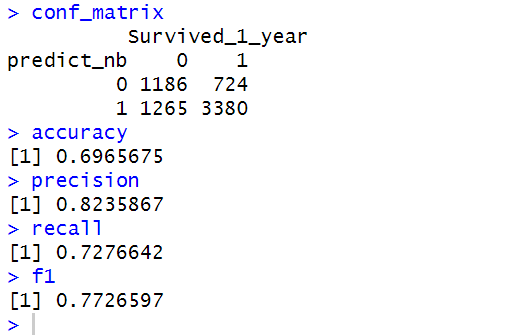 > conf_matrix
Survived_1_year
predict_nb 0 1
0 1186 724
1 1265 3380
> accuracy
[1] 0.6965675
> precision
[1] 0.8235867
> recall
[1] 0.7276642
> f1
[1] 0.7726597
>